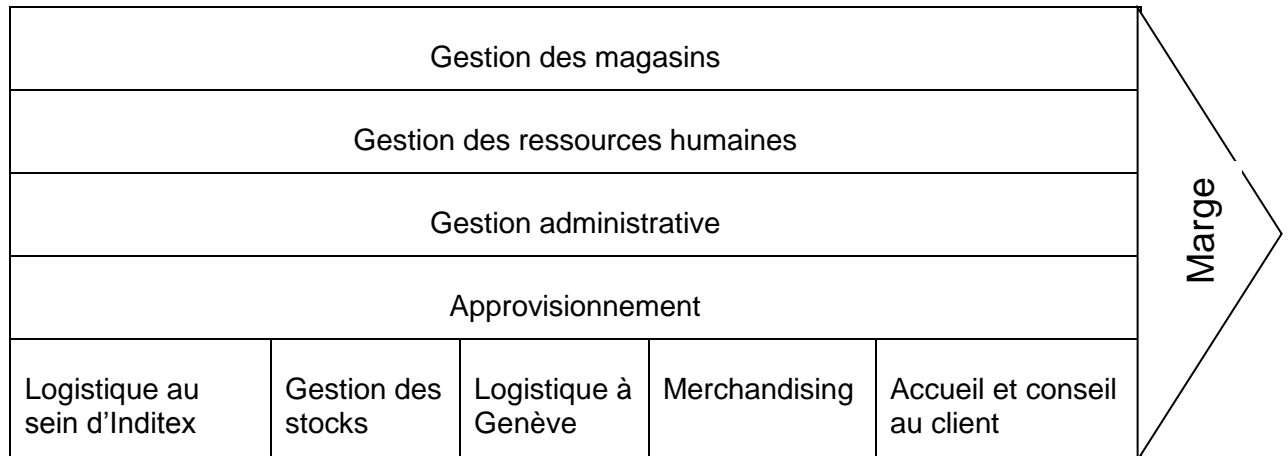 Gestion des magasins
Gestion des ressources humaines
Gestion administrative
Approvisionnement
Marge
Logistique au
sein d’Inditex
Gestion des
stocks
Logistique à
Genève
Merchandising
Accueil et conseil
au client